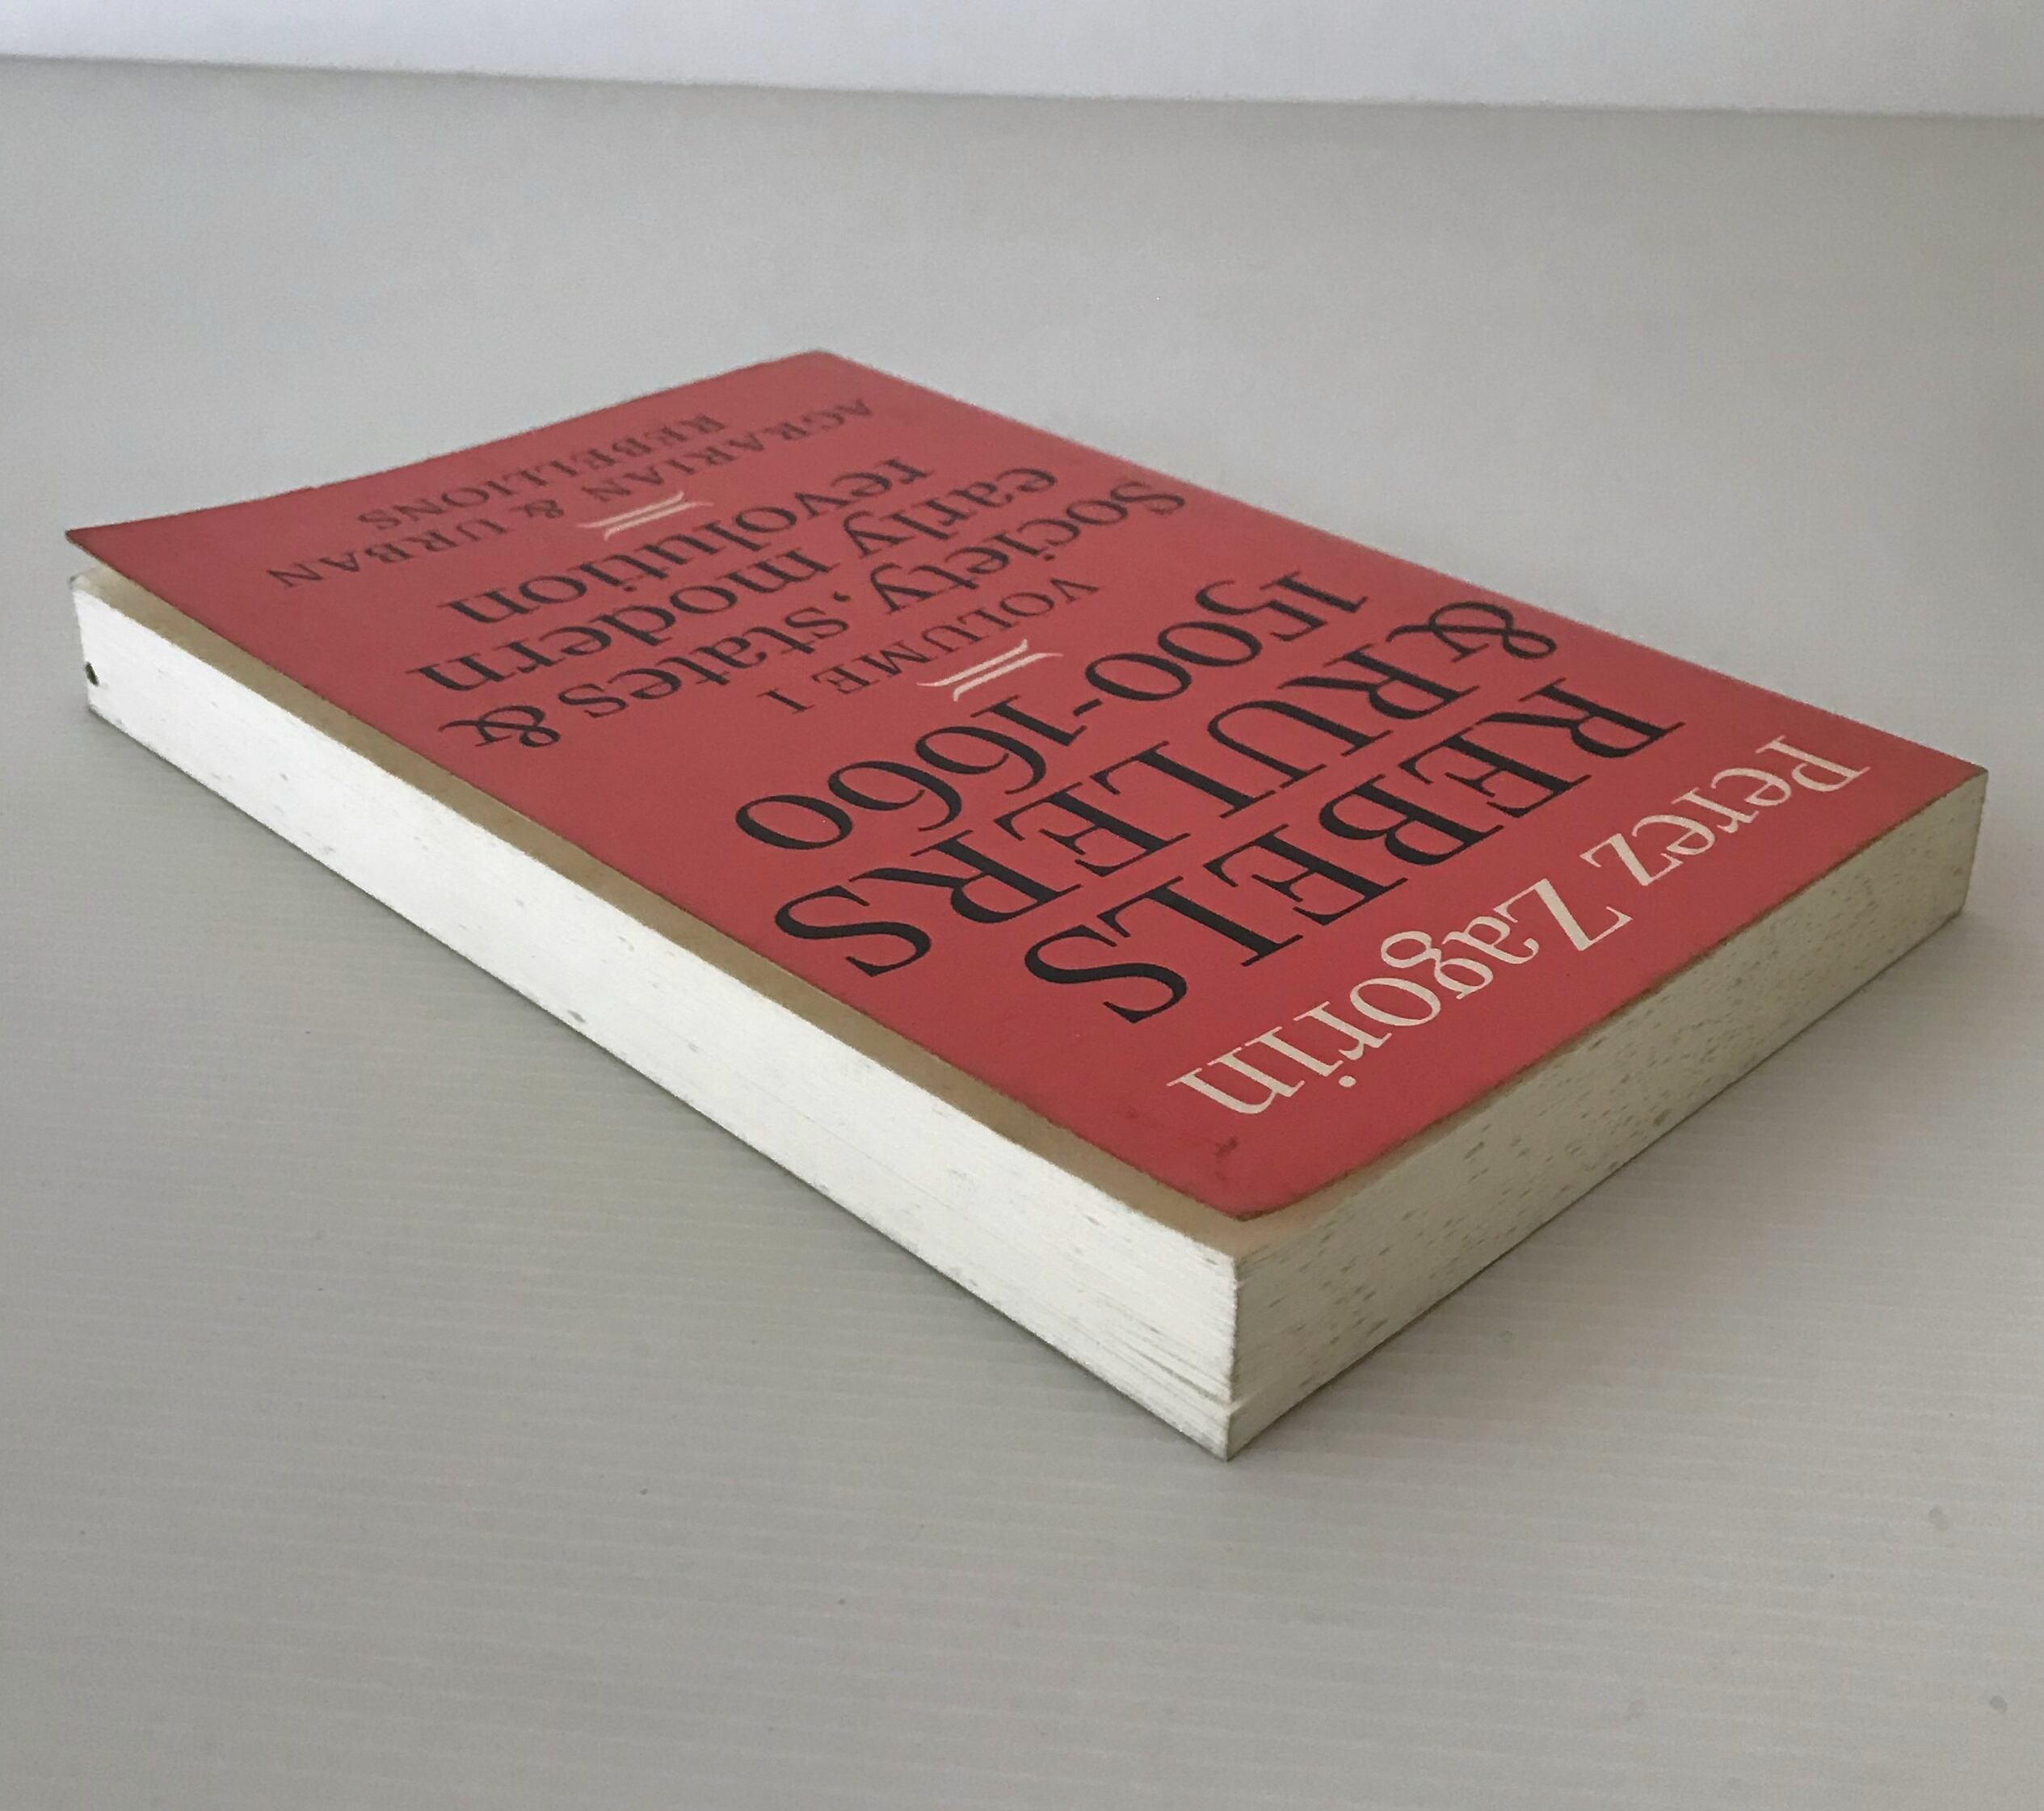 Perez Zagorin
REBELS
& RULERS
1500-1660
VOLUME I
Society, states &
early modern
revolution
AGRARIAN & URBAN
REBELLIONS